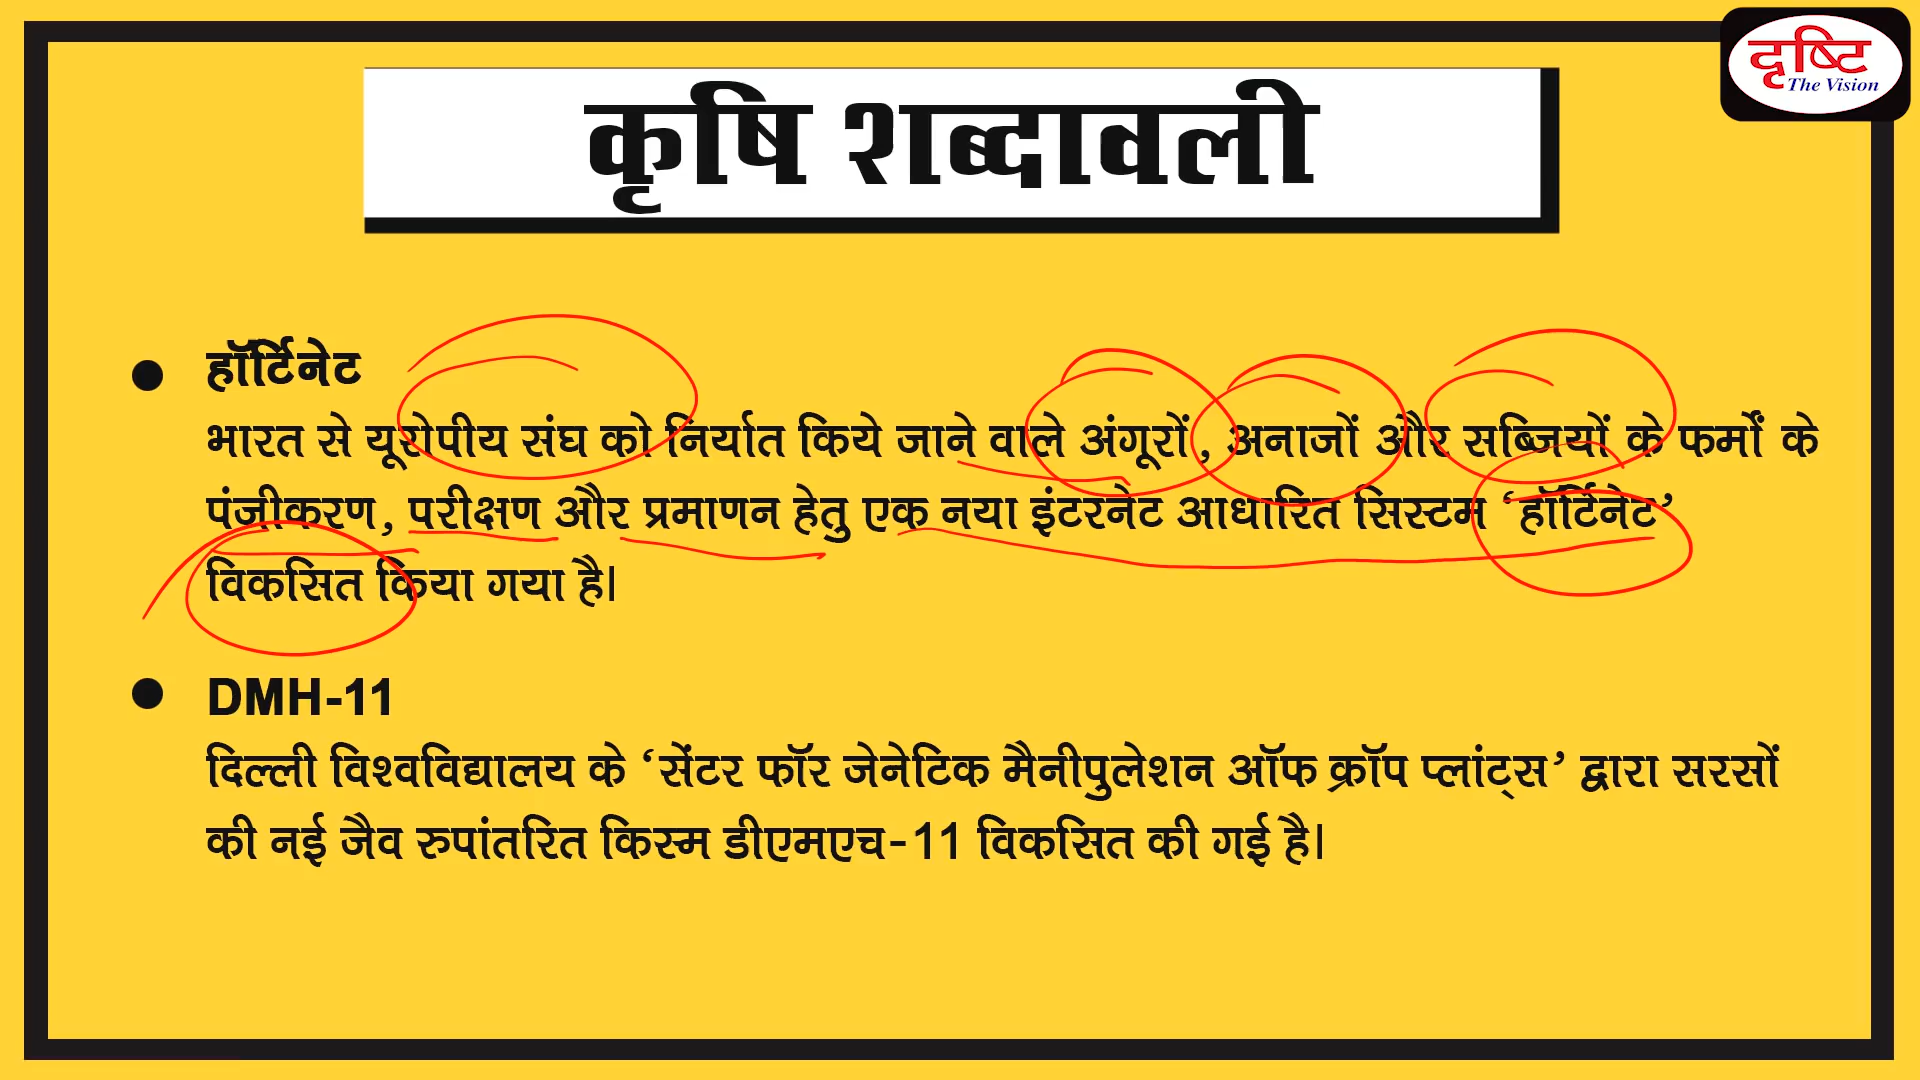 दृष्टि
The Vision
कृषि शब्दावली
हॉर्टिनेट
भारत से यूरोपीय संघ को निर्यात किये जाने वाले अंगूरों, अनाजों और सब्जियों के फर्मों के
पंजीकरण, परीक्षण और प्रमाणन हेतु एक नया इंटरनेट आधारित सिस्टम ‘हॉर्टिनेट’
विकसित किया गया है।
DMH-11
दिल्ली विश्वविद्यालय के ‘सेंटर फॉर जेनेटिक मैनीपुलेशन ऑफ क्रॉप प्लांट्स’ द्वारा सरसों
की नई जैव रुपांतरित किस्म डीएमएच-11 विकसित की गई है।